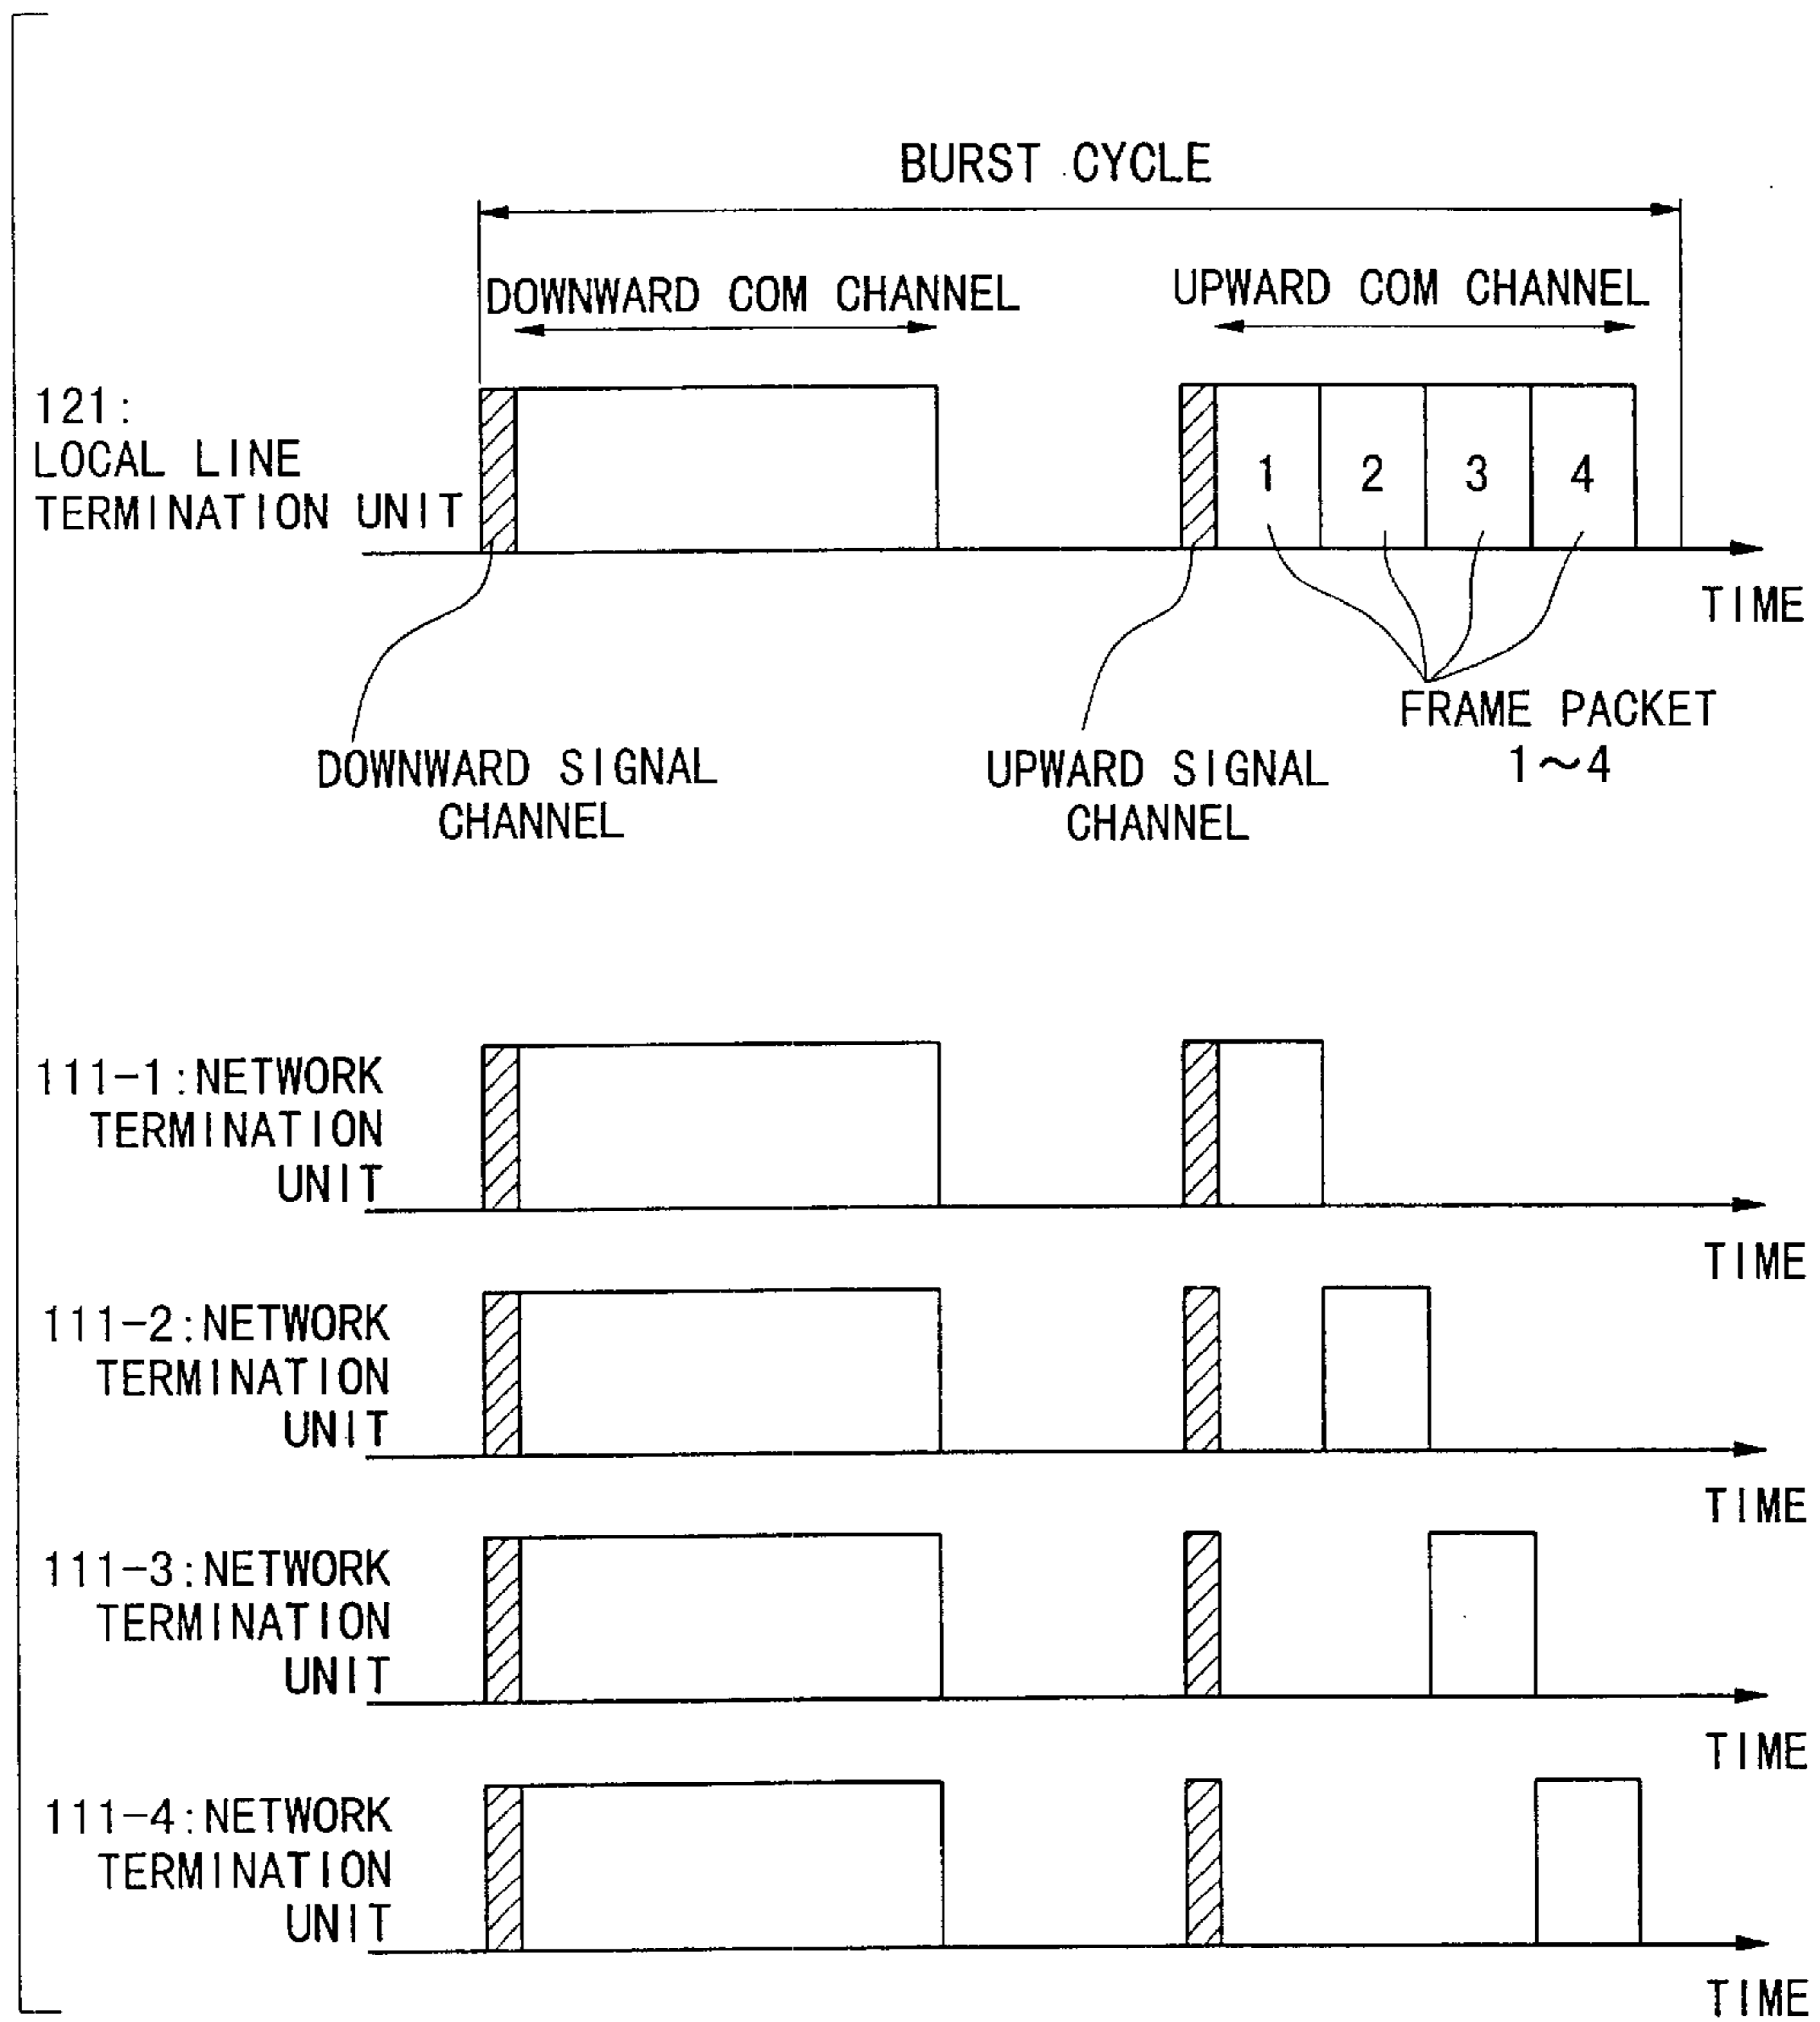 BURST CYCLE
DOWNWARD COM CHANNEL
UPWARD COM CHANNEL
121:
LOCAL LINE
TERMINATION UNIT
1
2
3
4
TIME
DOWNWARD SIGNAL
CHANNEL
UPWARD SIGNAL
CHANNEL
FRAME PACKET
1～4
111-1:NETWORK
TERMINATION
UNIT
TIME
111-2:NETWORK
TERMINATION
UNIT
TIME
111-3:NETWORK
TERMINATION
UNIT
TIME
111-4:NETWORK
TERMINATION
UNIT
TIME